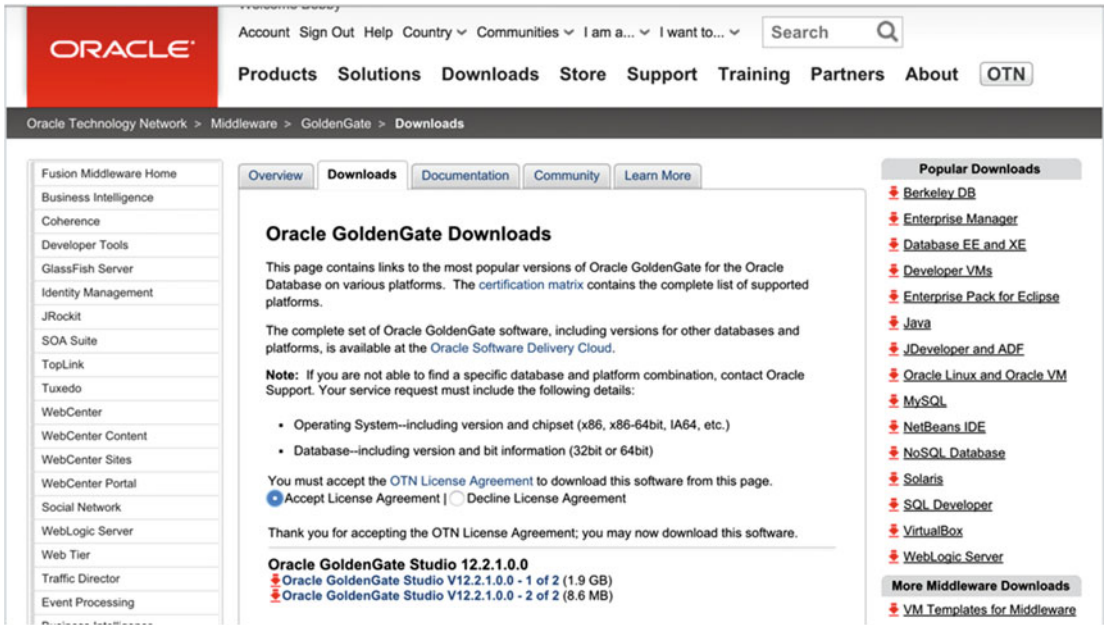 Welcome Bobby
ORACLE
Account Sign Out Help Country Communities I am a... I want to... Search
Products Solutions Downloads Store Support Training Partners About OTN
Oracle Technology Network > Middleware > GoldenGate > Downloads
Fusion Middleware Home
Business Intelligence
Coherence
Developer Tools
GlassFish Server
Identity Management
JRockit
SOA Suite
TopLink
Tuxedo
WebCenter
WebCenter Content
WebCenter Sites
WebCenter Portal
Social Network
WebLogic Server
Web Tier
Traffic Director
Event Processing
Business Intelligence
Overview Downloads Documentation Community Learn More
Oracle GoldenGate Downloads
This page contains links to the most popular versions of Oracle GoldenGate for the Oracle
Database on various platforms. The certification matrix contains the complete list of supported
platforms.
The complete set of Oracle GoldenGate software, including versions for other databases and
platforms, is available at the Oracle Software Delivery Cloud.
Note: If you are not able to find a specific database and platform combination, contact Oracle
Support. Your service request must include the following details:
• Operating System--including version and chipset (x86, x86-64bit, IA64, etc.)
• Database--including version and bit information (32bit or 64bit)
You must accept the OTN License Agreement to download this software from this page.
Accept License Agreement | Decline License Agreement
Thank you for accepting the OTN License Agreement; you may now download this software.
Oracle GoldenGate Studio 12.2.1.0.0
Oracle GoldenGate Studio V12.2.1.0.0 - 1 of 2 (1.9 GB)
Oracle GoldenGate Studio V12.2.1.0.0 - 2 of 2 (8.6 MB)
Popular Downloads
Berkeley DB
Enterprise Manager
Database EE and XE
Developer VMs
Enterprise Pack for Eclipse
Java
JDeveloper and ADF
Oracle Linux and Oracle VM
MySQL
NetBeans IDE
NoSQL Database
Solaris
SQL Developer
VirtualBox
WebLogic Server
More Middleware Downloads
VM Templates for Middleware